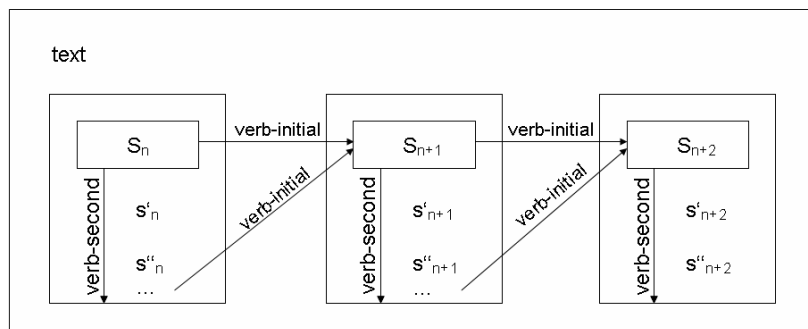 text
verb-initial verb-initial
Sₙ Sₙ₊₁ Sₙ₊₂
verb-second verb-initial verb-second verb-initial verb-second
s‘ₙ s‘ₙ₊₁ s‘ₙ₊₂
s“ₙ s“ₙ₊₁ s“ₙ₊₂
... ...